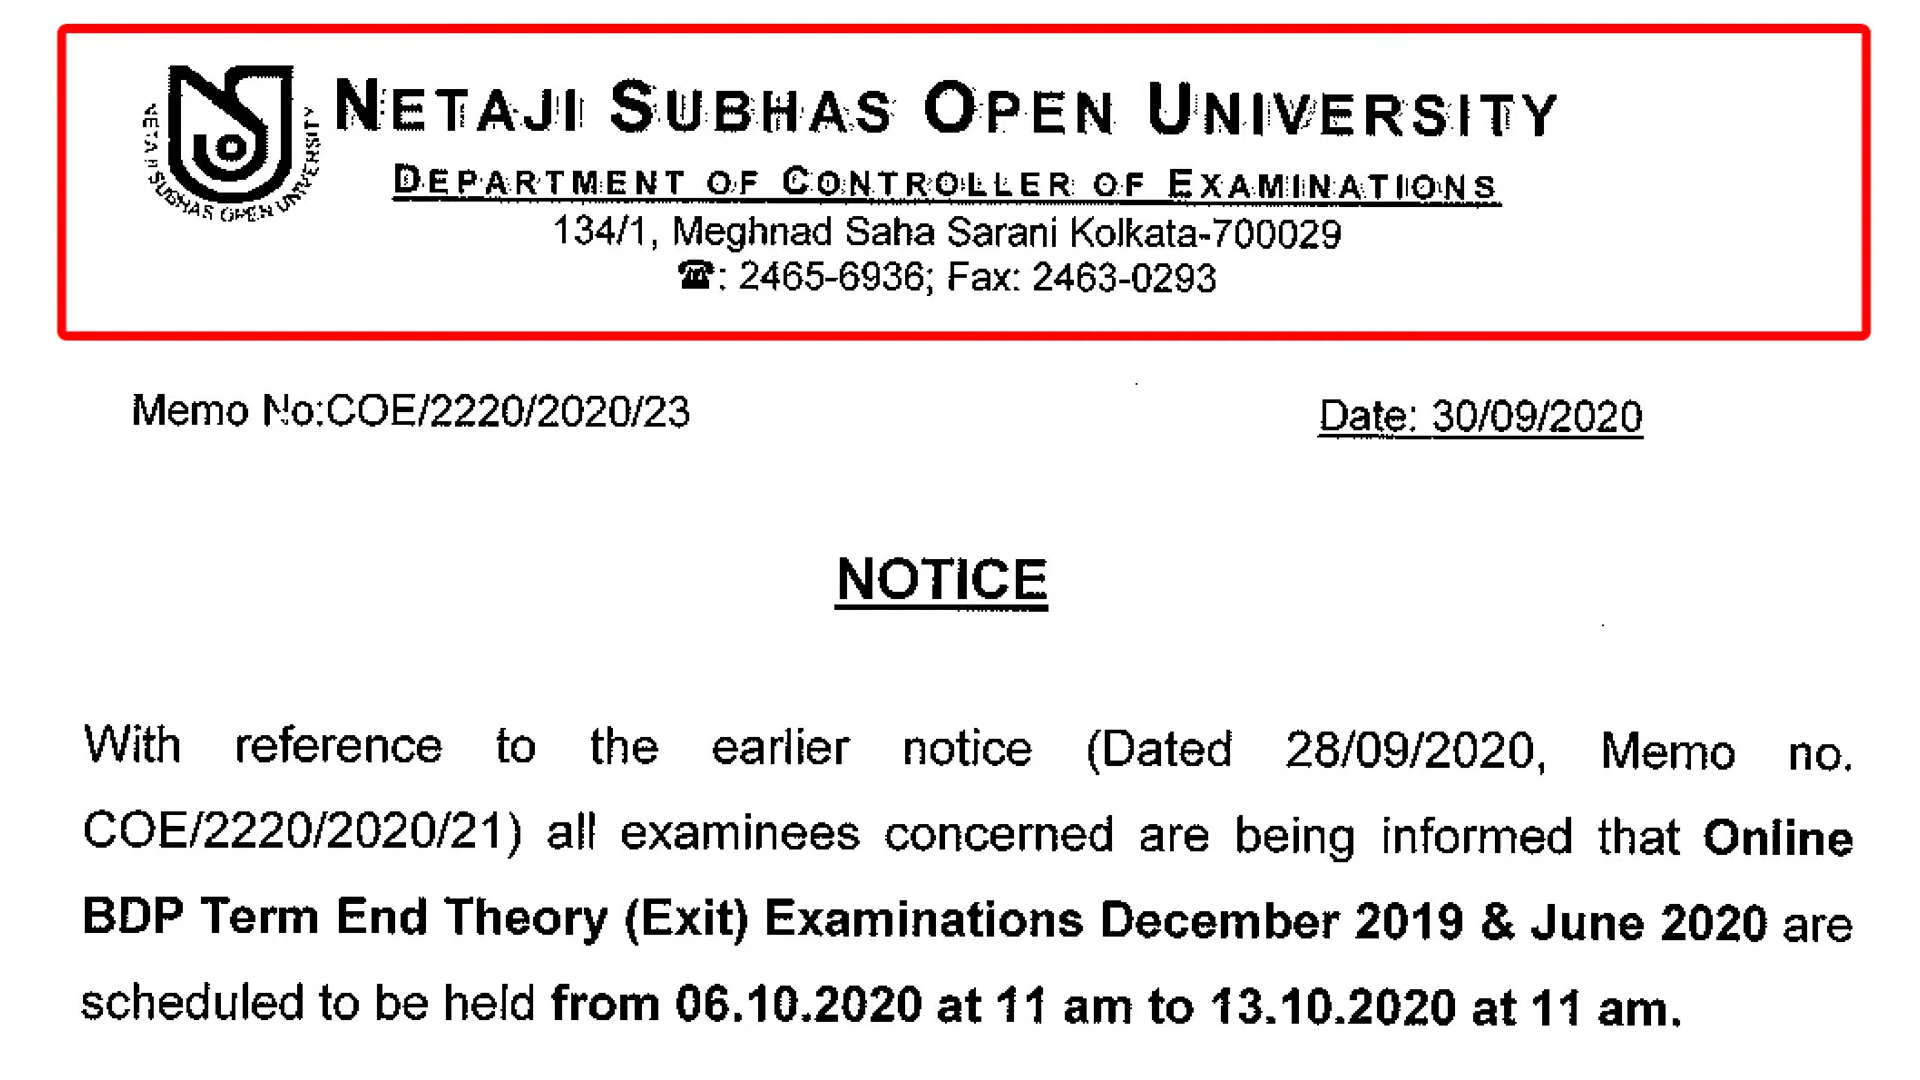 NETAJI SUBHAS OPEN UNIVERSITY
NETAJI SUBHAS OPEN UNIVERSITY
DEPARTMENT OF CONTROLLER OF EXAMINATIONS
134/1, Meghnad Saha Sarani Kolkata-700029
☎: 2465-6936; Fax: 2463-0293
Memo No:COE/2220/2020/23
Date: 30/09/2020
NOTICE
With reference to the earlier notice (Dated 28/09/2020, Memo no.
COE/2220/2020/21) all examinees concerned are being informed that Online
BDP Term End Theory (Exit) Examinations December 2019 & June 2020 are
scheduled to be held from 06.10.2020 at 11 am to 13.10.2020 at 11 am.